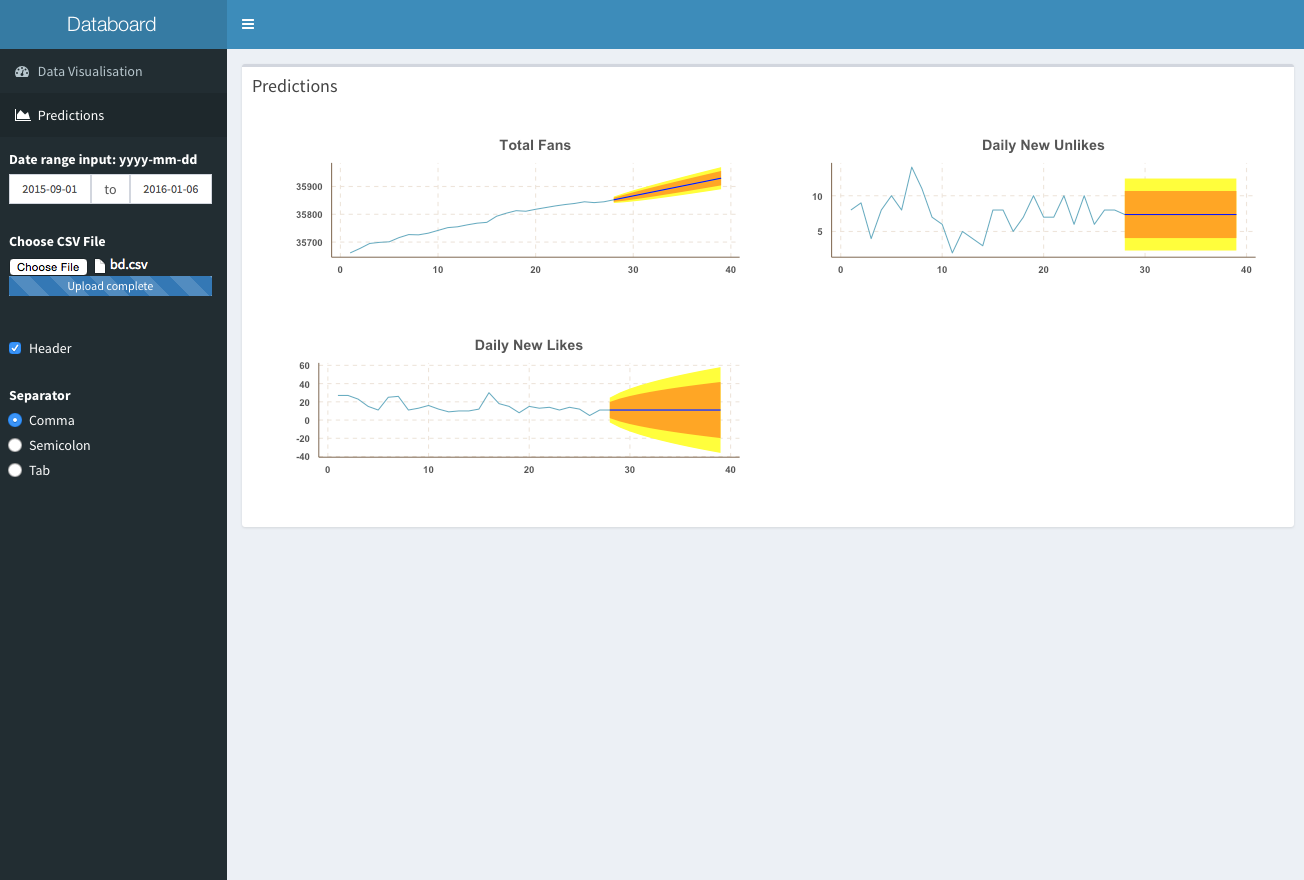 Databoard
Data Visualisation
Predictions
Date range input: yyyy-mm-dd
2015-09-01 to 2016-01-06
Choose CSV File
Choose File bd.csv
Upload complete
Header
Separator
Comma
Semicolon
Tab
Predictions
Total Fans
35900
35800
35700
0 10 20 30 40
Daily New Unlikes
10
5
0 10 20 30 40
Daily New Likes
60
40
20
0
-20
-40
0 10 20 30 40